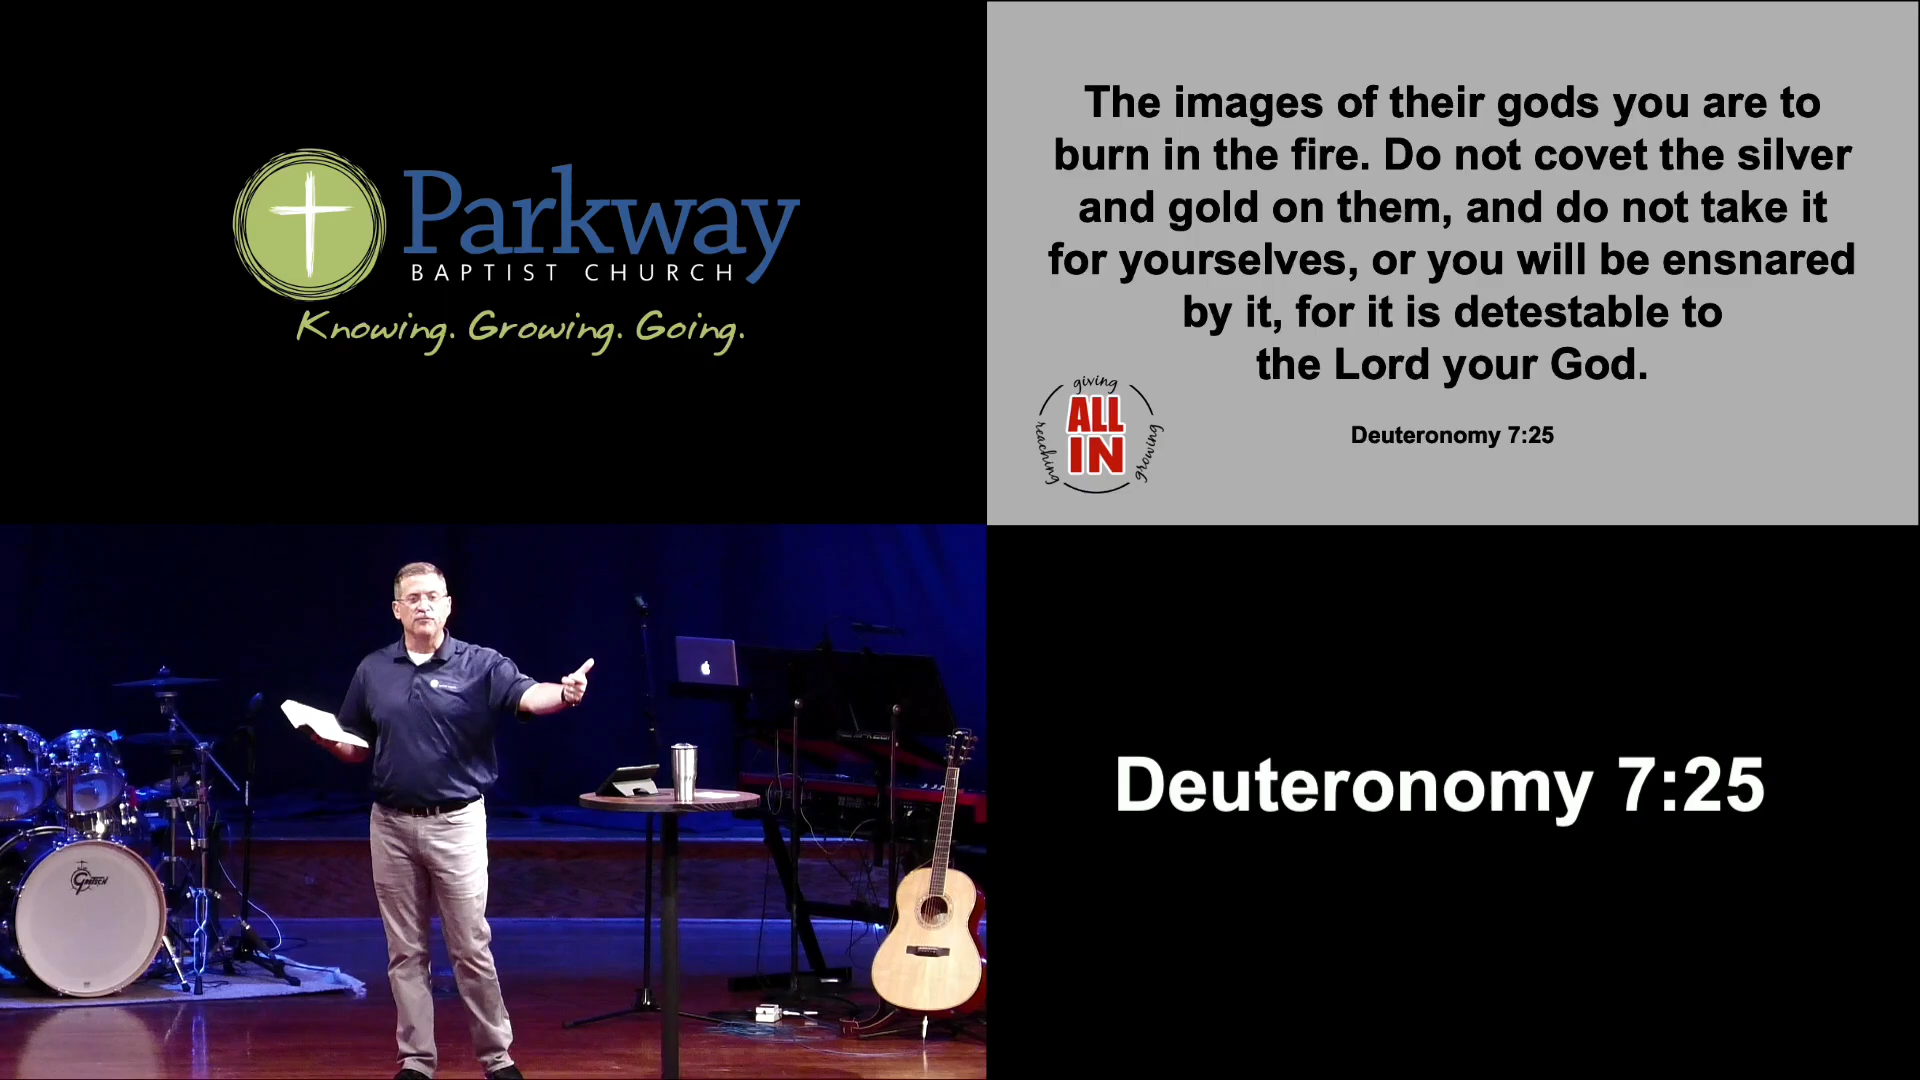 Parkway
BAPTIST CHURCH
Knowing. Growing. Going.
The images of their gods you are to
burn in the fire. Do not covet the silver
and gold on them, and do not take it
for yourselves, or you will be ensnared
by it, for it is detestable to
the Lord your God.
Deuteronomy 7:25
giving
ALL
IN
reaching
growing
Gretsch
Deuteronomy 7:25